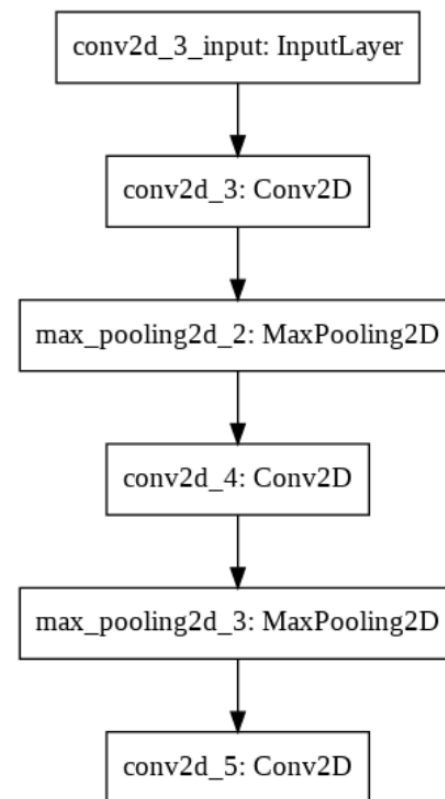 conv2d_3_input: InputLayer
conv2d_3: Conv2D
max_pooling2d_2: MaxPooling2D
conv2d_4: Conv2D
max_pooling2d_3: MaxPooling2D
conv2d_5: Conv2D